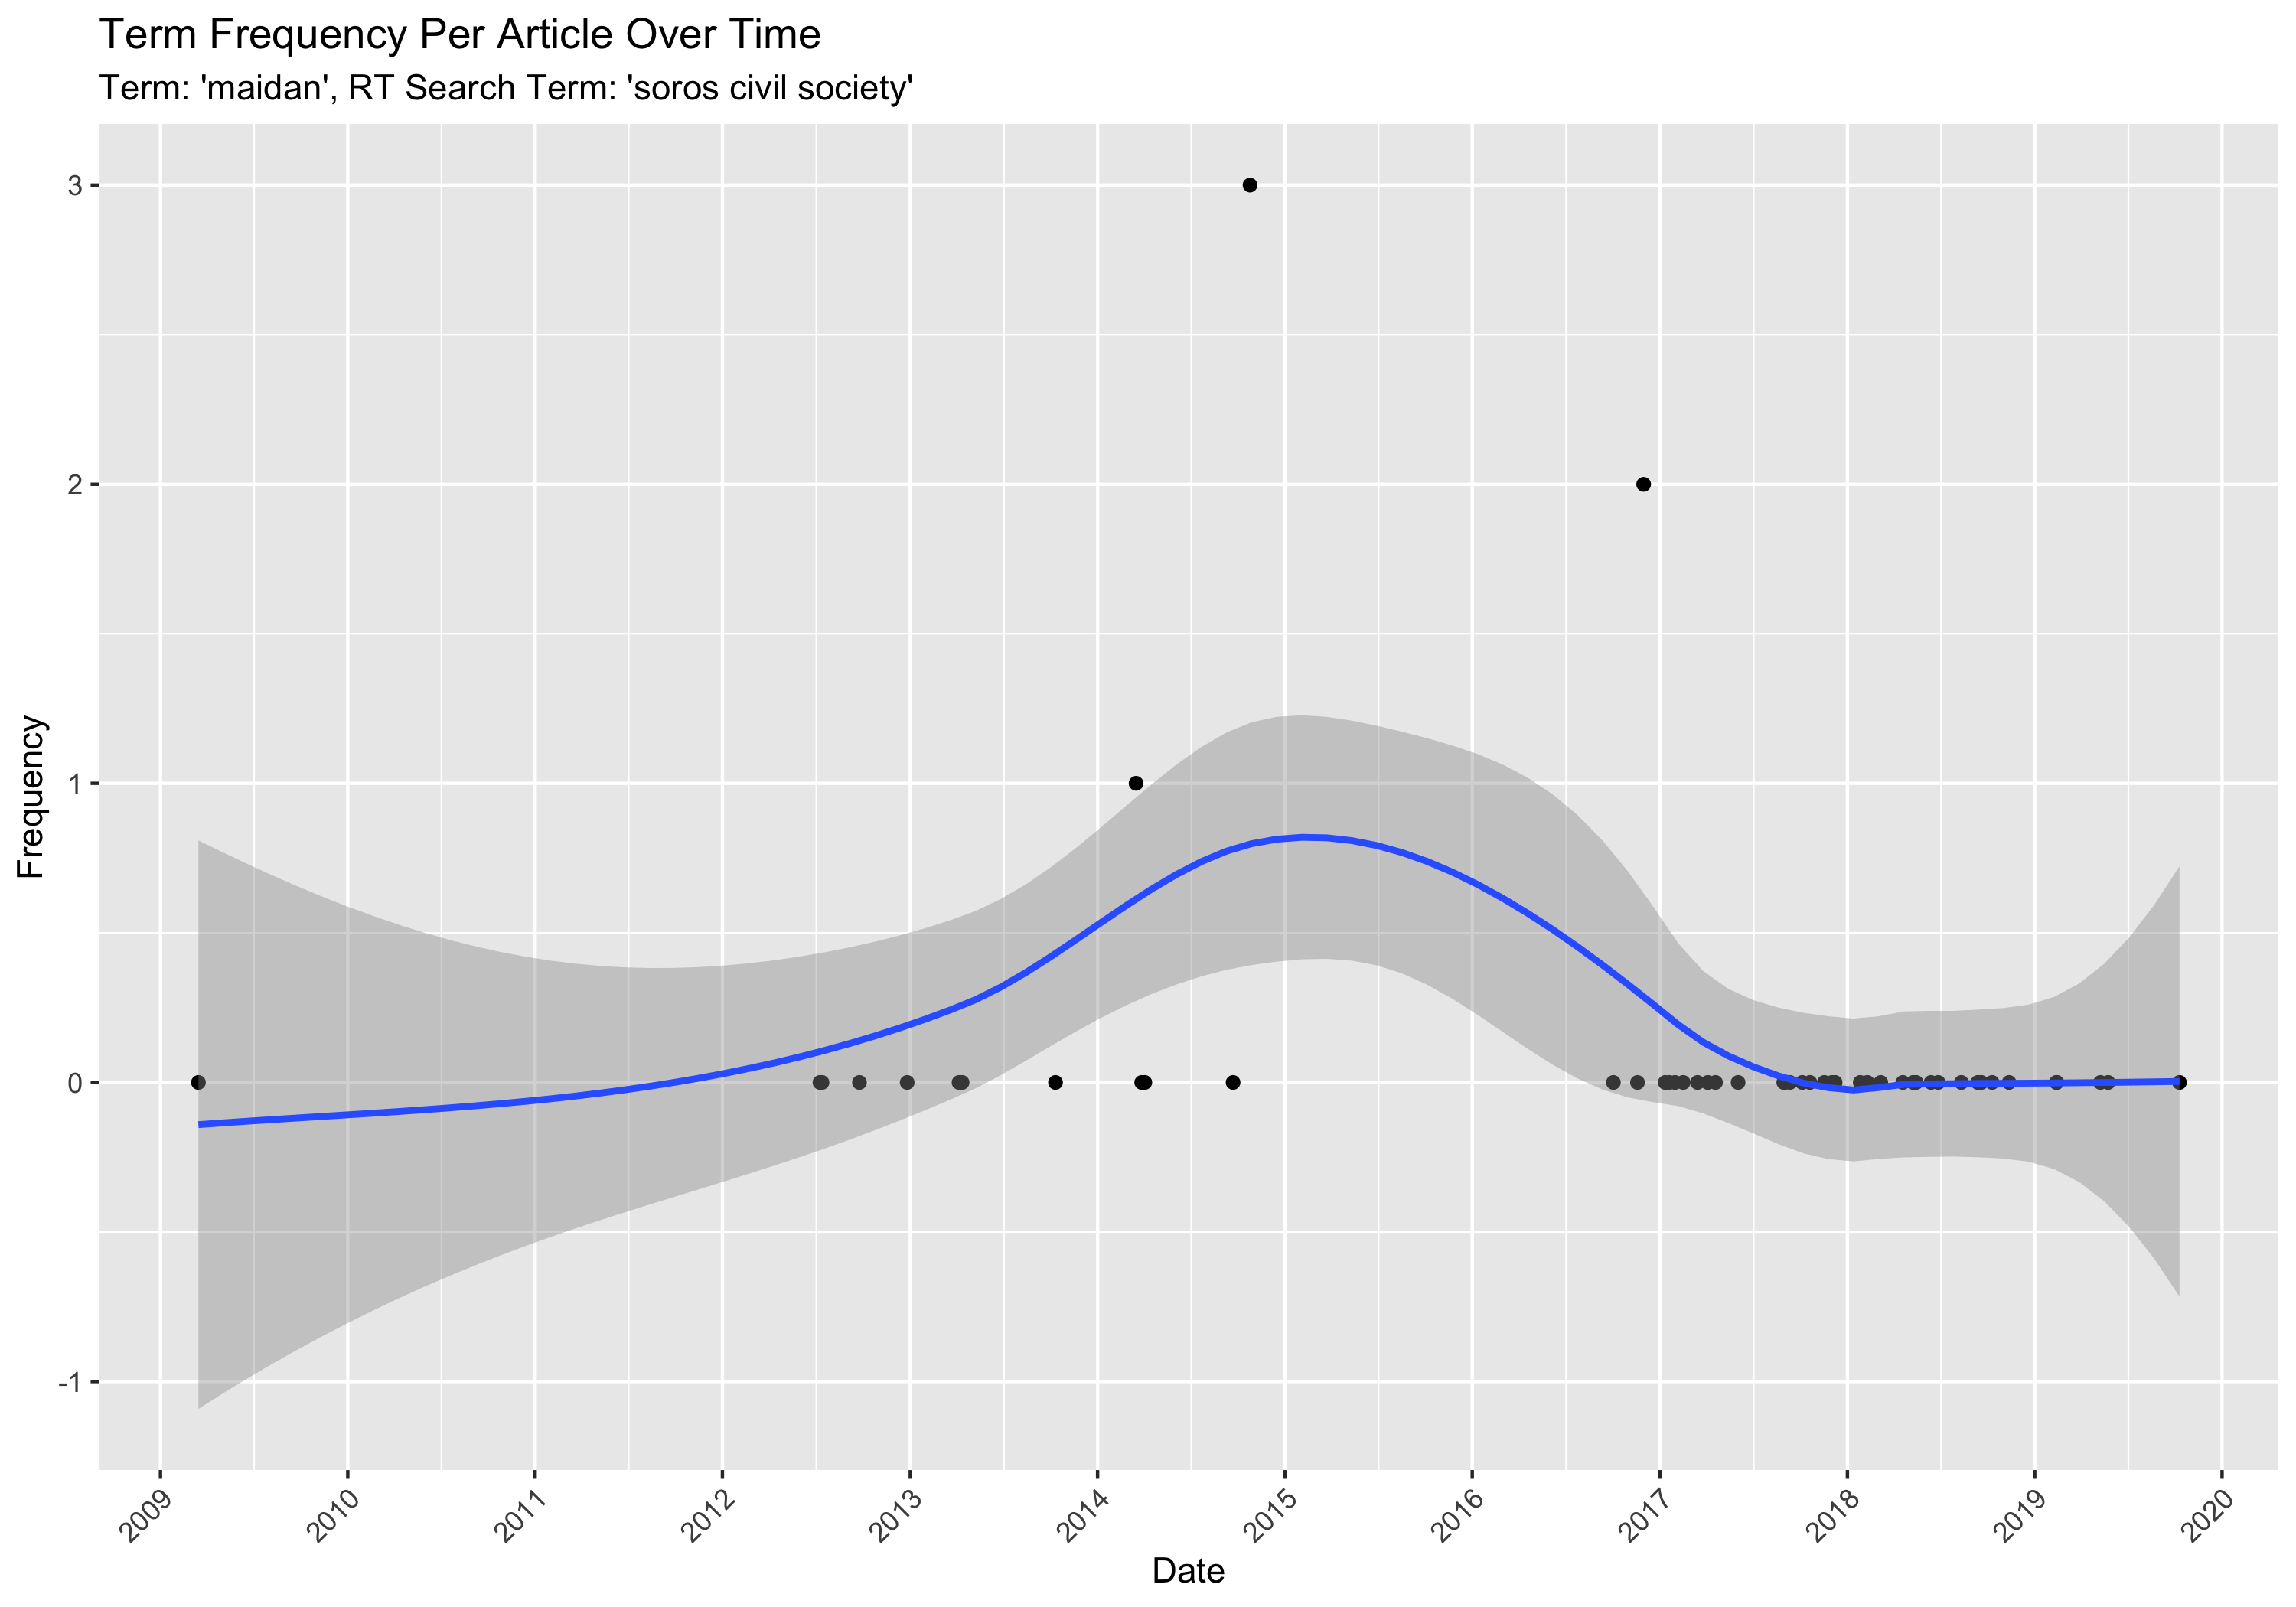 Term Frequency Per Article Over Time
Term: 'maidan', RT Search Term: 'soros civil society'
Frequency
3
2
1
0
-1
2009 2010 2011 2012 2013 2014 2015 2016 2017 2018 2019 2020
Date